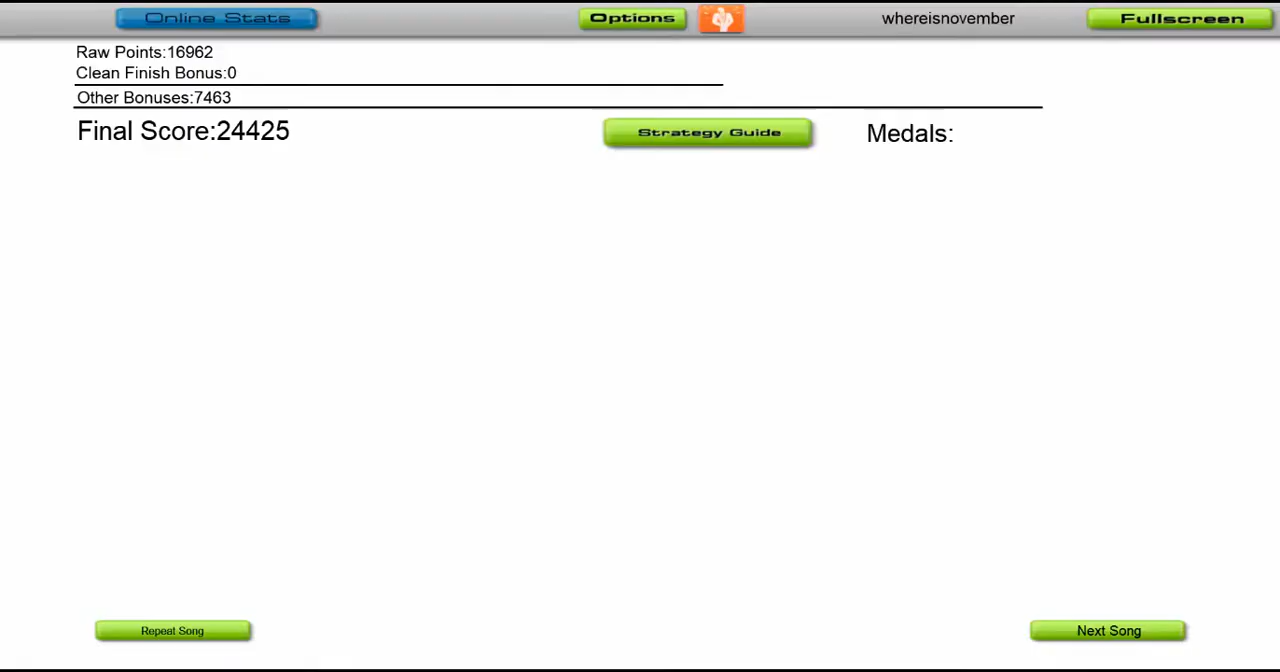 Online Stats
Options
whereisnovember
Fullscreen
Raw Points:16962
Clean Finish Bonus:0
Other Bonuses:7463
Final Score:24425
Strategy Guide
Medals:
Repeat Song
Next Song